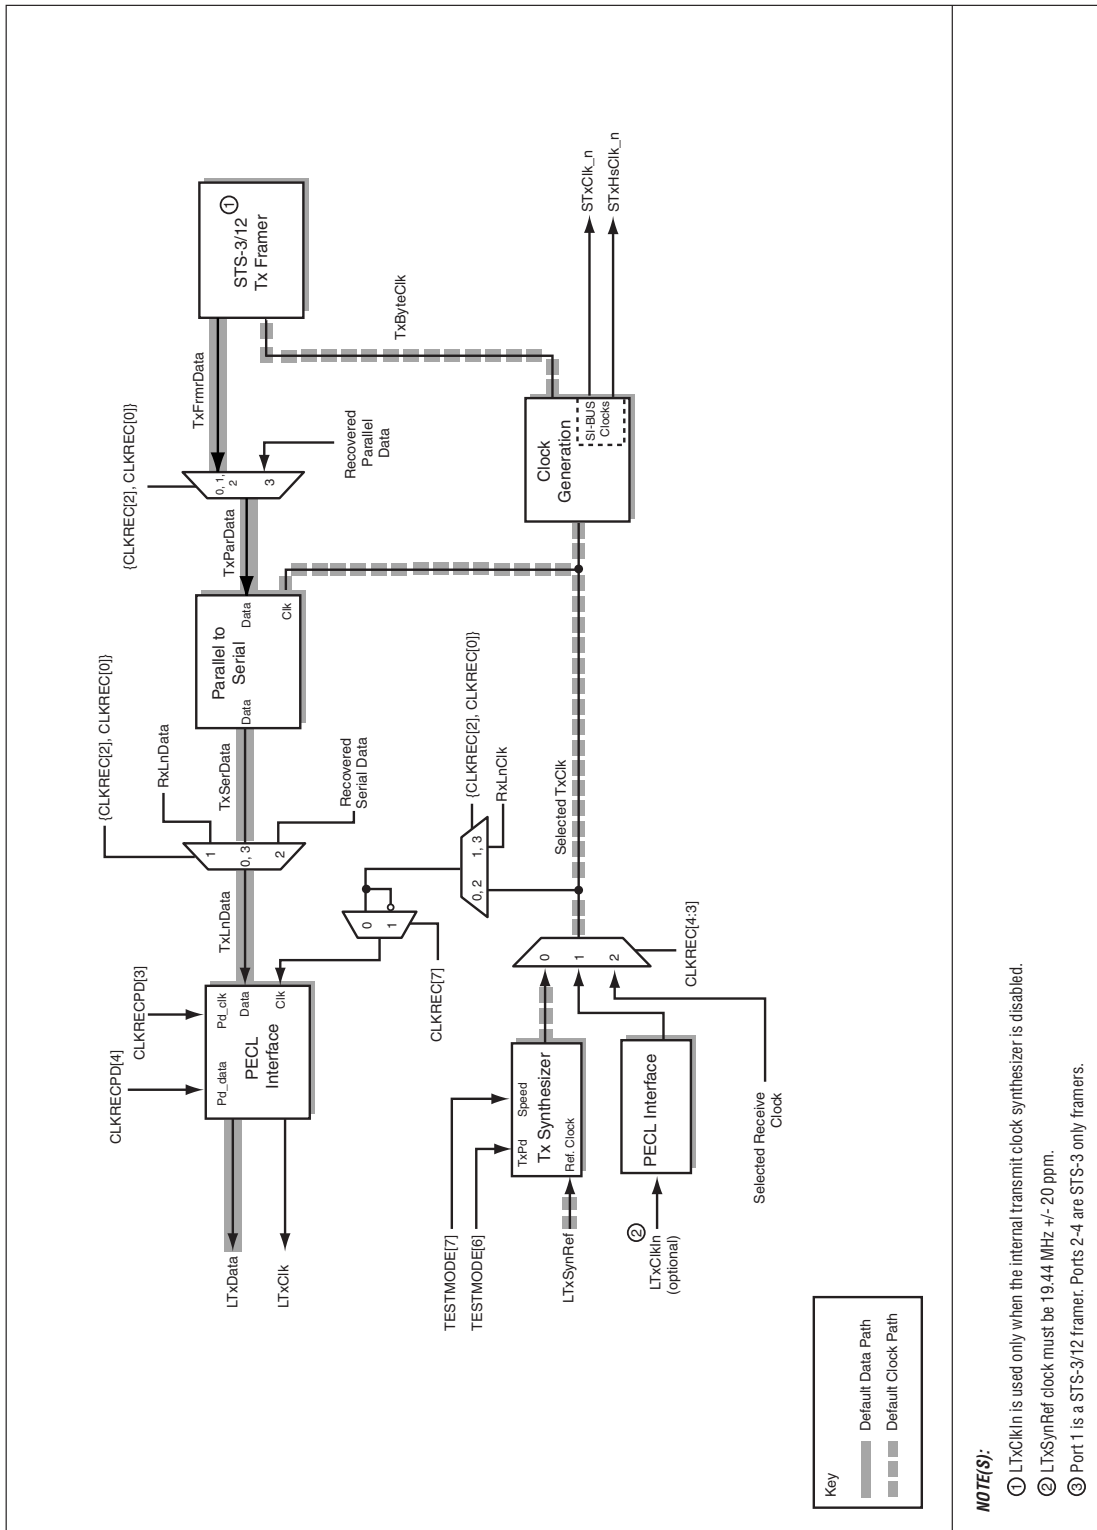 {CLKREC[2], CLKREC[0]}
{CLKREC[2], CLKREC[0]}
CLKRECPD[4]
CLKRECPD[3]
RxLnData
LTxData
LTxClk
Pd_data
Pd_clk
PECL
Interface
Data
Clk
TxLnData
1
0, 3
2
TxSerData
Recovered
Serial Data
Parallel to
Serial
Data
Data
Clk
TxParData
0, 1,
2
3
TxFrmrData
Recovered
Parallel
Data
STS-3/12
Tx Framer
1
TxByteClk
0
1
CLKREC[7]
0, 2
1, 3
{CLKREC[2], CLKREC[0]}
RxLnClk
TESTMODE[7]
TESTMODE[6]
TxPd
Speed
Tx Synthesizer
Ref. Clock
LTxSynRef
2
LTxClkIn
(optional)
PECL Interface
Selected Receive
Clock
0
1
2
CLKREC[4:3]
Selected TxClk
Clock
Generation
SI-BUS
Clocks
STxClk_n
STxHsClk_n
Key
Default Data Path
Default Clock Path
NOTE(S):
1 LTxClkIn is used only when the internal transmit clock synthesizer is disabled.
2 LTxSynRef clock must be 19.44 MHz +/- 20 ppm.
3 Port 1 is a STS-3/12 framer. Ports 2-4 are STS-3 only framers.